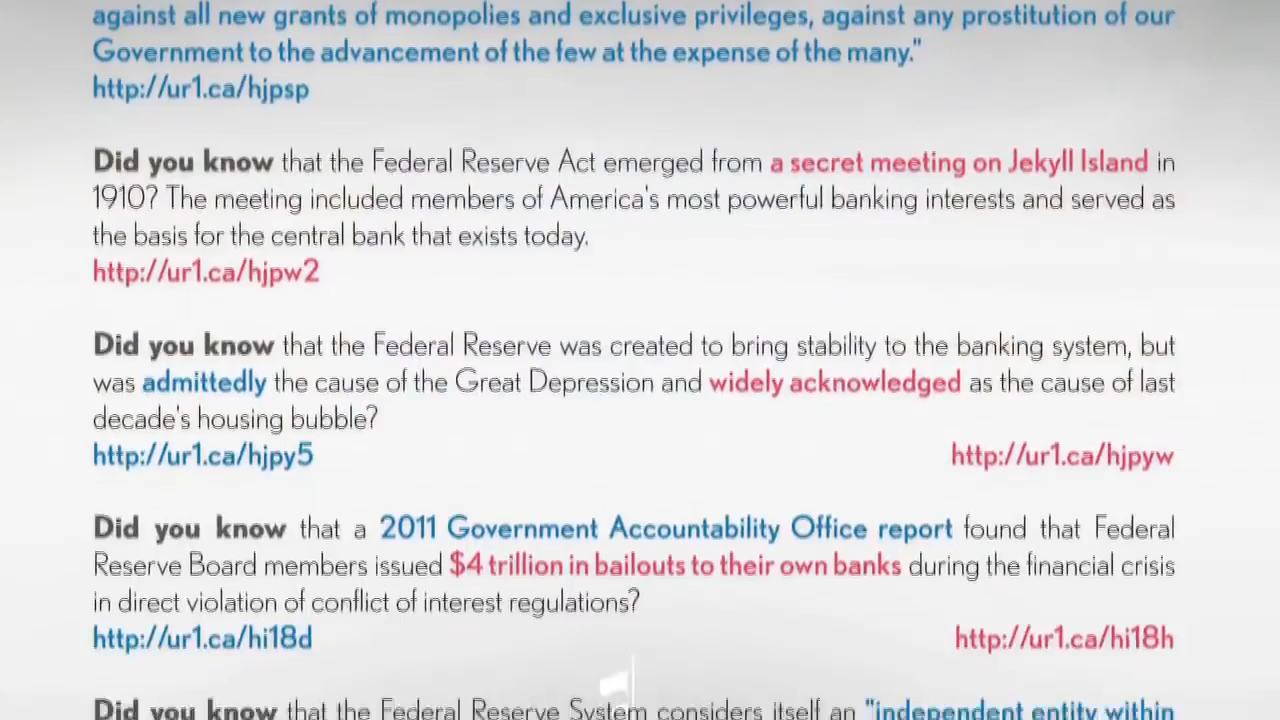 against all new grants of monopolies and exclusive privileges, against any prostitution of our
Government to the advancement of the few at the expense of the many."
http://ur1.ca/hjpsp
Did you know that the Federal Reserve Act emerged from a secret meeting on Jekyll Island in
1910? The meeting included members of America's most powerful banking interests and served as
the basis for the central bank that exists today.
http://ur1.ca/hjpw2
Did you know that the Federal Reserve was created to bring stability to the banking system, but
was admittedly the cause of the Great Depression and widely acknowledged as the cause of last
decade's housing bubble?
http://ur1.ca/hjpy5 http://ur1.ca/hjpyw
Did you know that a 2011 Government Accountability Office report found that Federal
Reserve Board members issued $4 trillion in bailouts to their own banks during the financial crisis
in direct violation of conflict of interest regulations?
http://ur1.ca/hi18d http://ur1.ca/hi18h
Did you know that the Federal Reserve System considers itself an "independent entity within